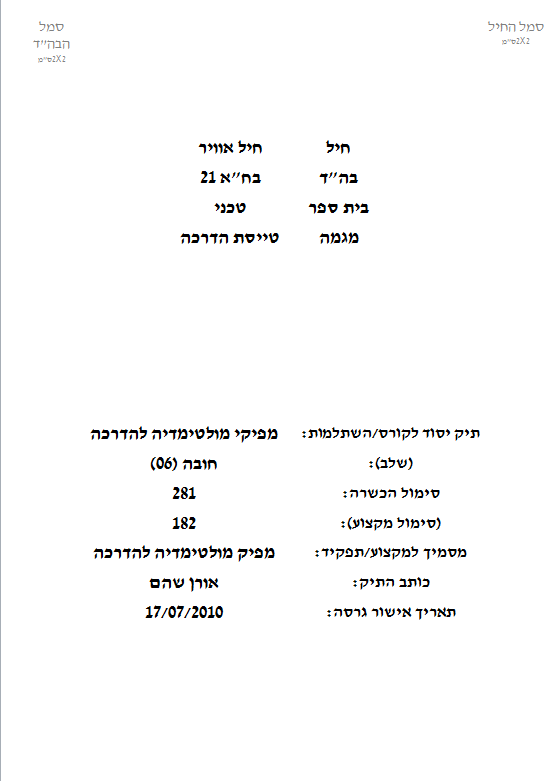 סמל החיל
2X2ס״מ
סמל
הבה״ד
2X2ס״מ
חיל חיל אוויר
בה״ד בח״א 21
בית ספר טכני
מגמה טייסת הדרכה
תיק יסוד לקורס/השתלמות: מפיקי מולטימדיה להדרכה
(שלב): חובה (06)
סימול הכשרה: 281
(סימול מקצוע): 182
מסמיך למקצוע/תפקיד: מפיק מולטימדיה להדרכה
כותב התיק: אורן שהם
תאריך אישור גרסה: 17/07/2010